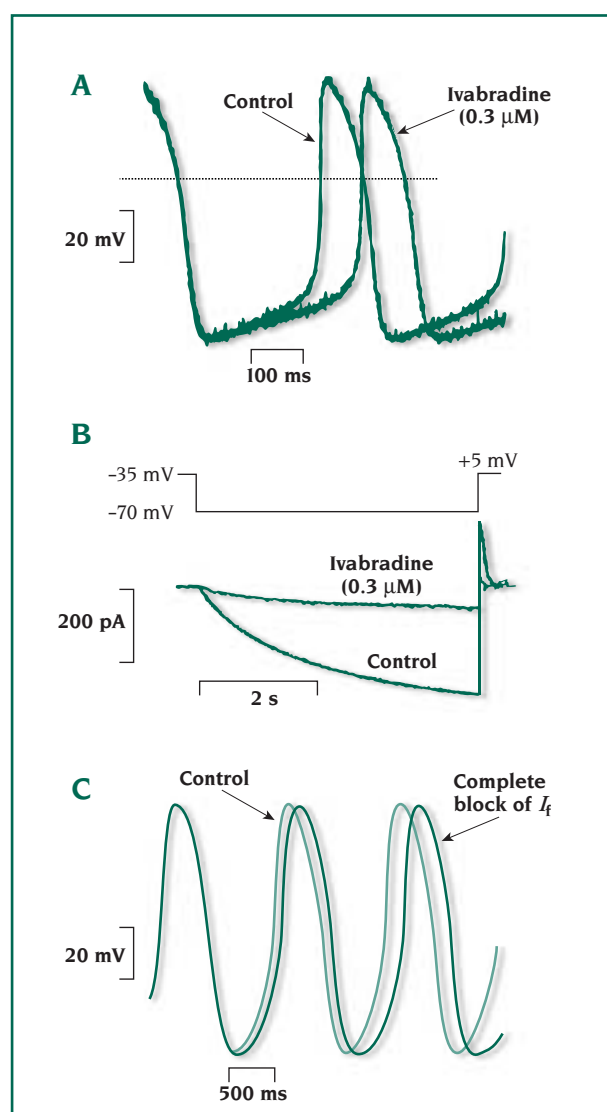 A
Control
Ivabradine
(0.3 μM)
20 mV
100 ms
B
–35 mV
+5 mV
–70 mV
Ivabradine
(0.3 μM)
200 pA
Control
2 s
C
Control
Complete
block of If
20 mV
500 ms